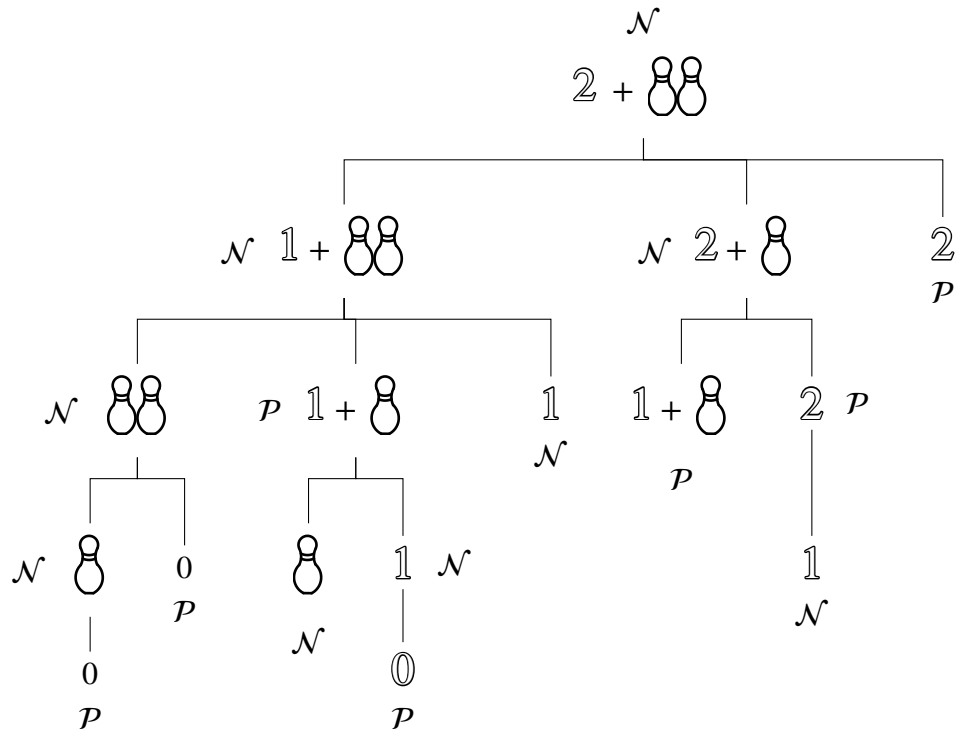 𝒩
𝟚 +
𝒩 𝟙 + 𝒩 𝟚 + 𝟚
𝒫
𝒩 𝒫 𝟙 + 𝟙 𝟙 + 𝟚 𝒫
𝒩 𝒫
𝒩 0 𝟙 𝒩 𝟙
𝒫 𝒩 𝒩
0 𝟘
𝒫 𝒫